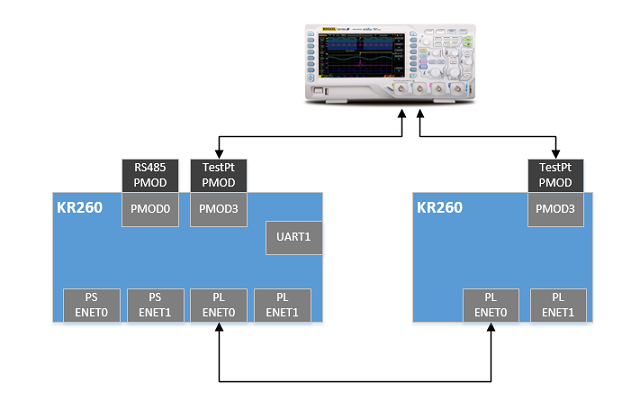 RIGOL
RS485
PMOD
TestPt
PMOD
TestPt
PMOD
KR260
PMOD0
PMOD3
KR260
PMOD3
UART1
PS
ENET0
PS
ENET1
PL
ENET0
PL
ENET1
PL
ENET0
PL
ENET1